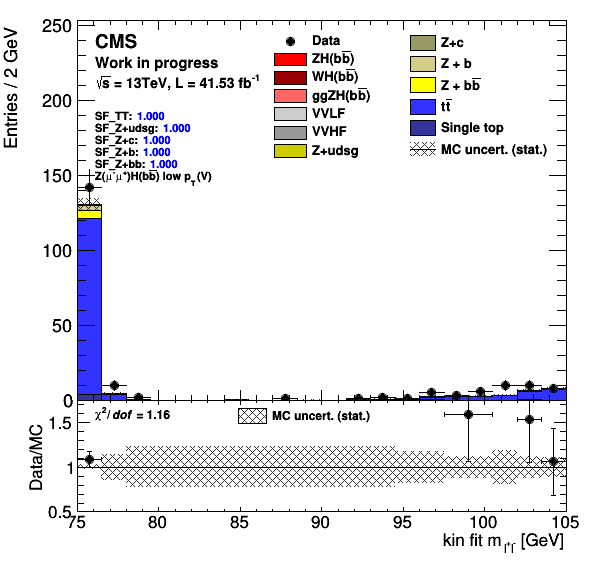 Entries / 2 GeV
250
200
150
100
50
0
CMS
Work in progress
√s = 13TeV, L = 41.53 fb⁻¹
SF_TT: 1.000
SF_Z+udsg: 1.000
SF_Z+c: 1.000
SF_Z+b: 1.000
SF_Z+bb: 1.000
Z(μ⁻μ⁺)H(bb̅) low p_T(V)
Data
ZH(bb̅)
WH(bb̅)
ggZH(bb̅)
VVLF
VVHF
Z+udsg
Z+c
Z + b
Z + bb̅
tt̅
Single top
MC uncert. (stat.)
Data/MC
1.5
1
0.5
χ²/dof = 1.16
MC uncert. (stat.)
75 80 85 90 95 100 105
kin fit m_l⁺l⁻ [GeV]